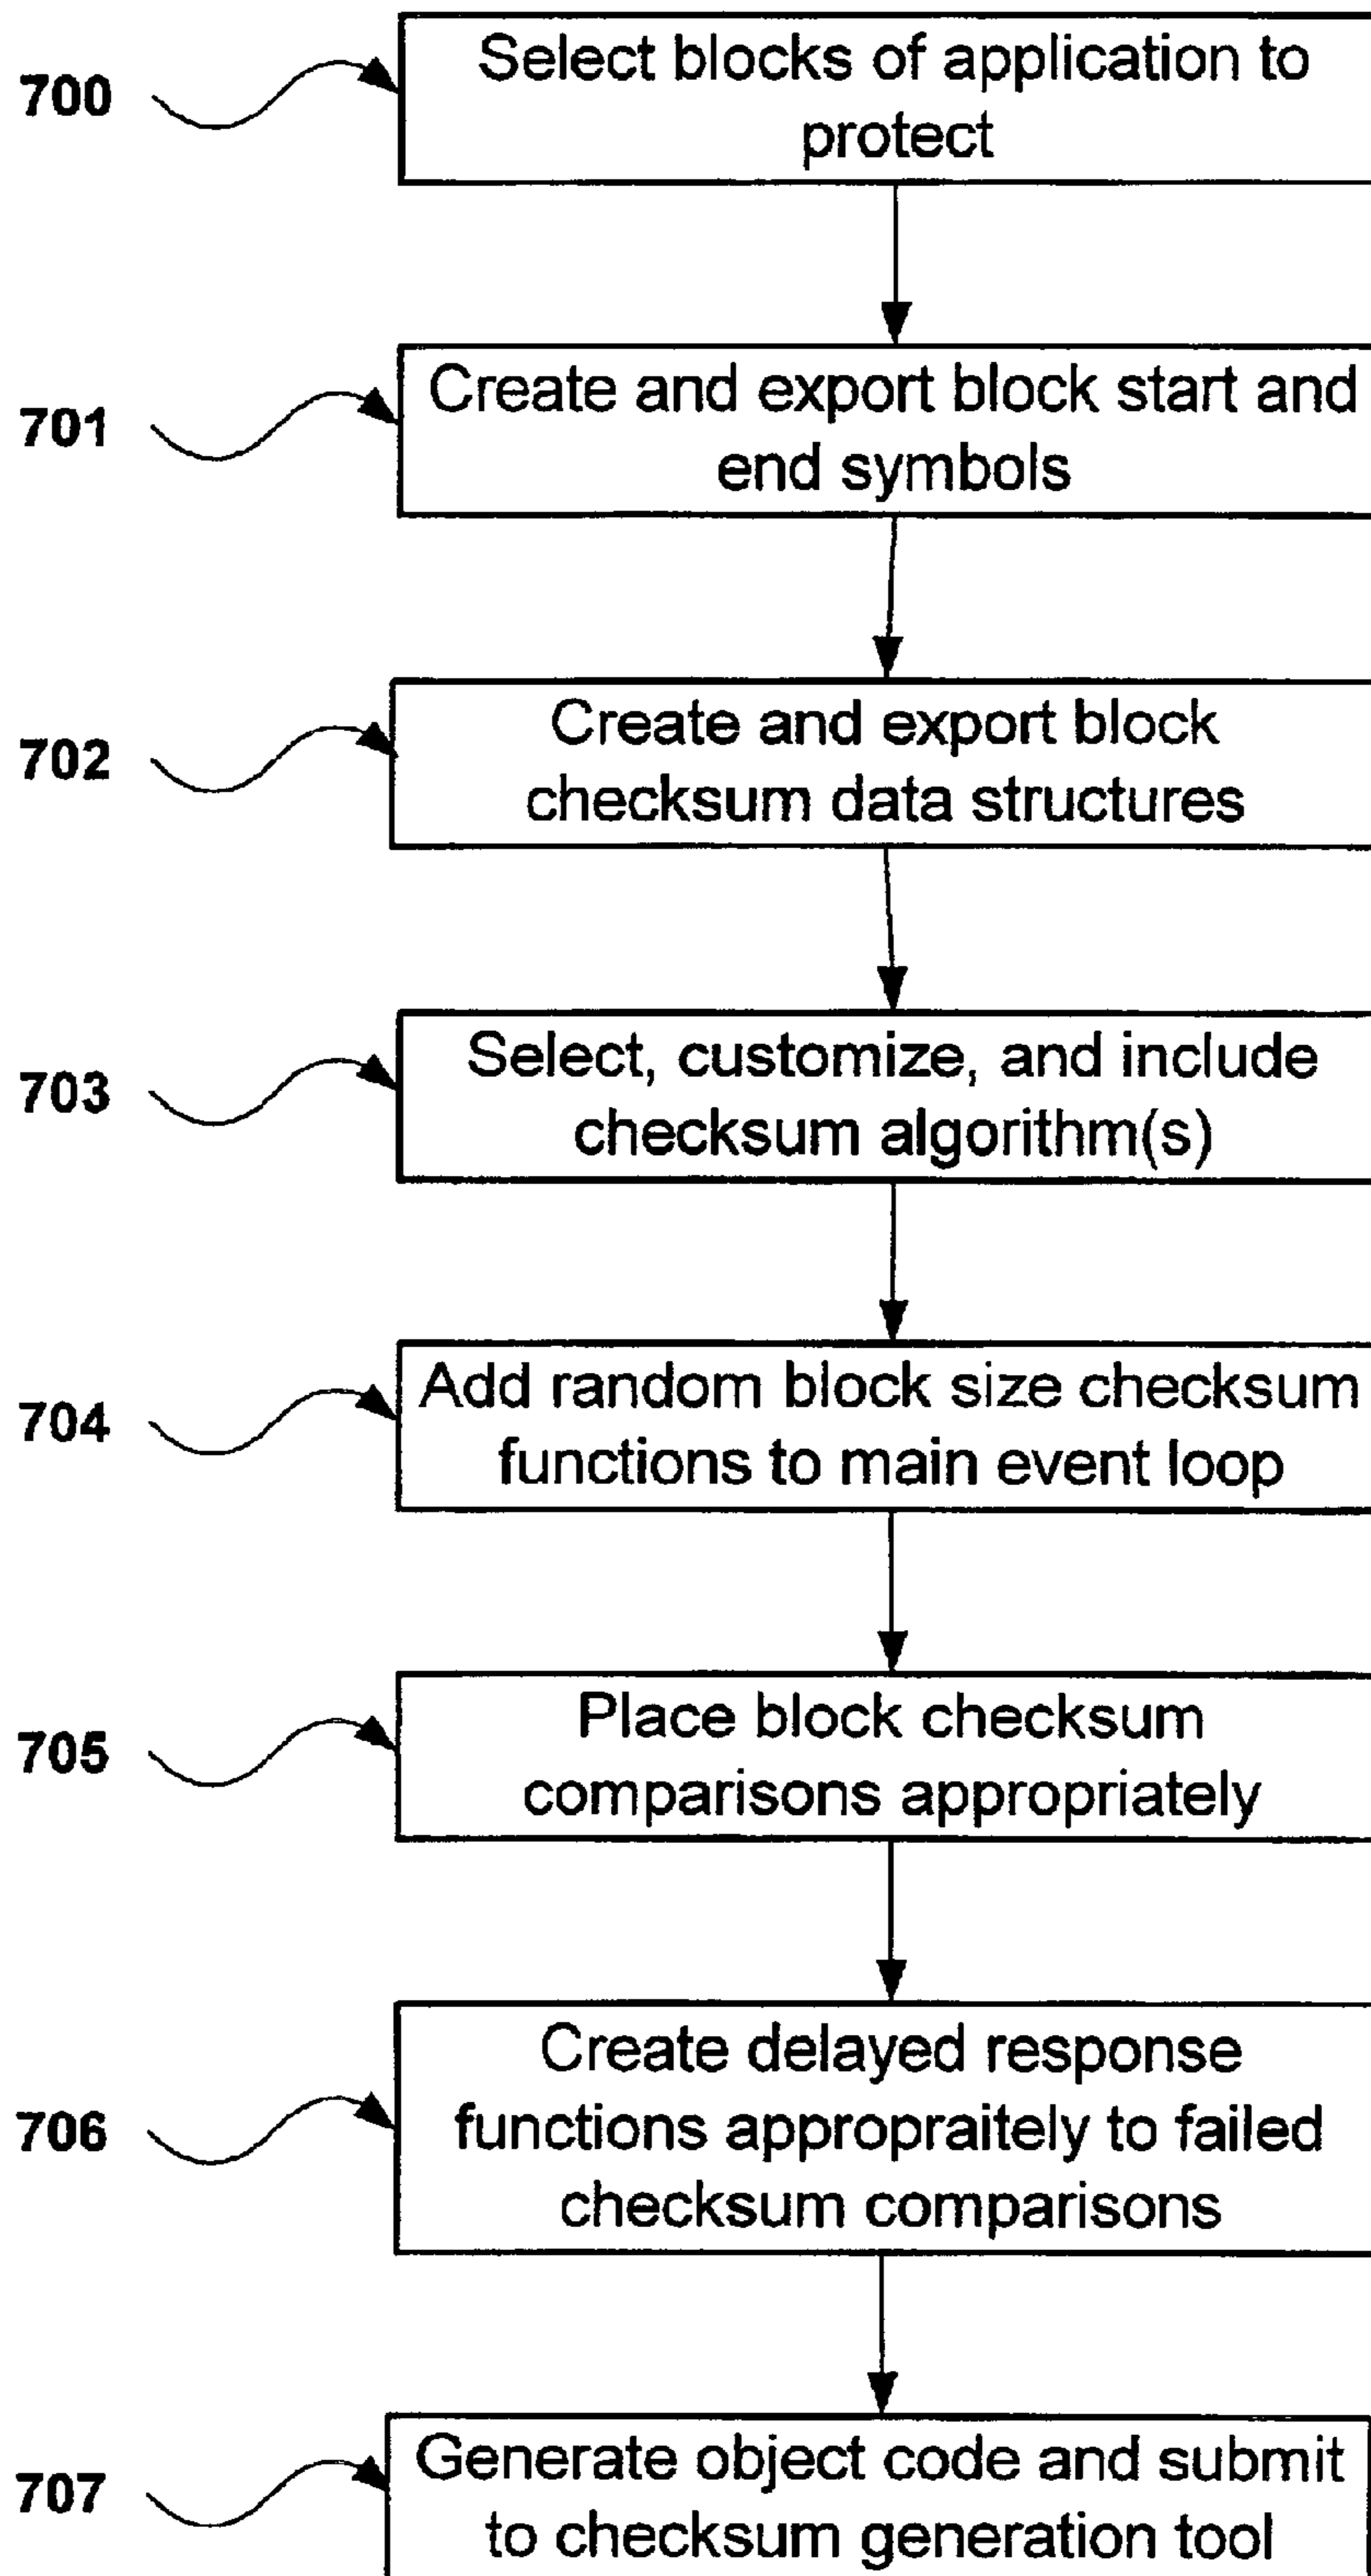 700
Select blocks of application to
protect
701
Create and export block start and
end symbols
702
Create and export block
checksum data structures
703
Select, customize, and include
checksum algorithm(s)
704
Add random block size checksum
functions to main event loop
705
Place block checksum
comparisons appropriately
706
Create delayed response
functions appropraitely to failed
checksum comparisons
707
Generate object code and submit
to checksum generation tool